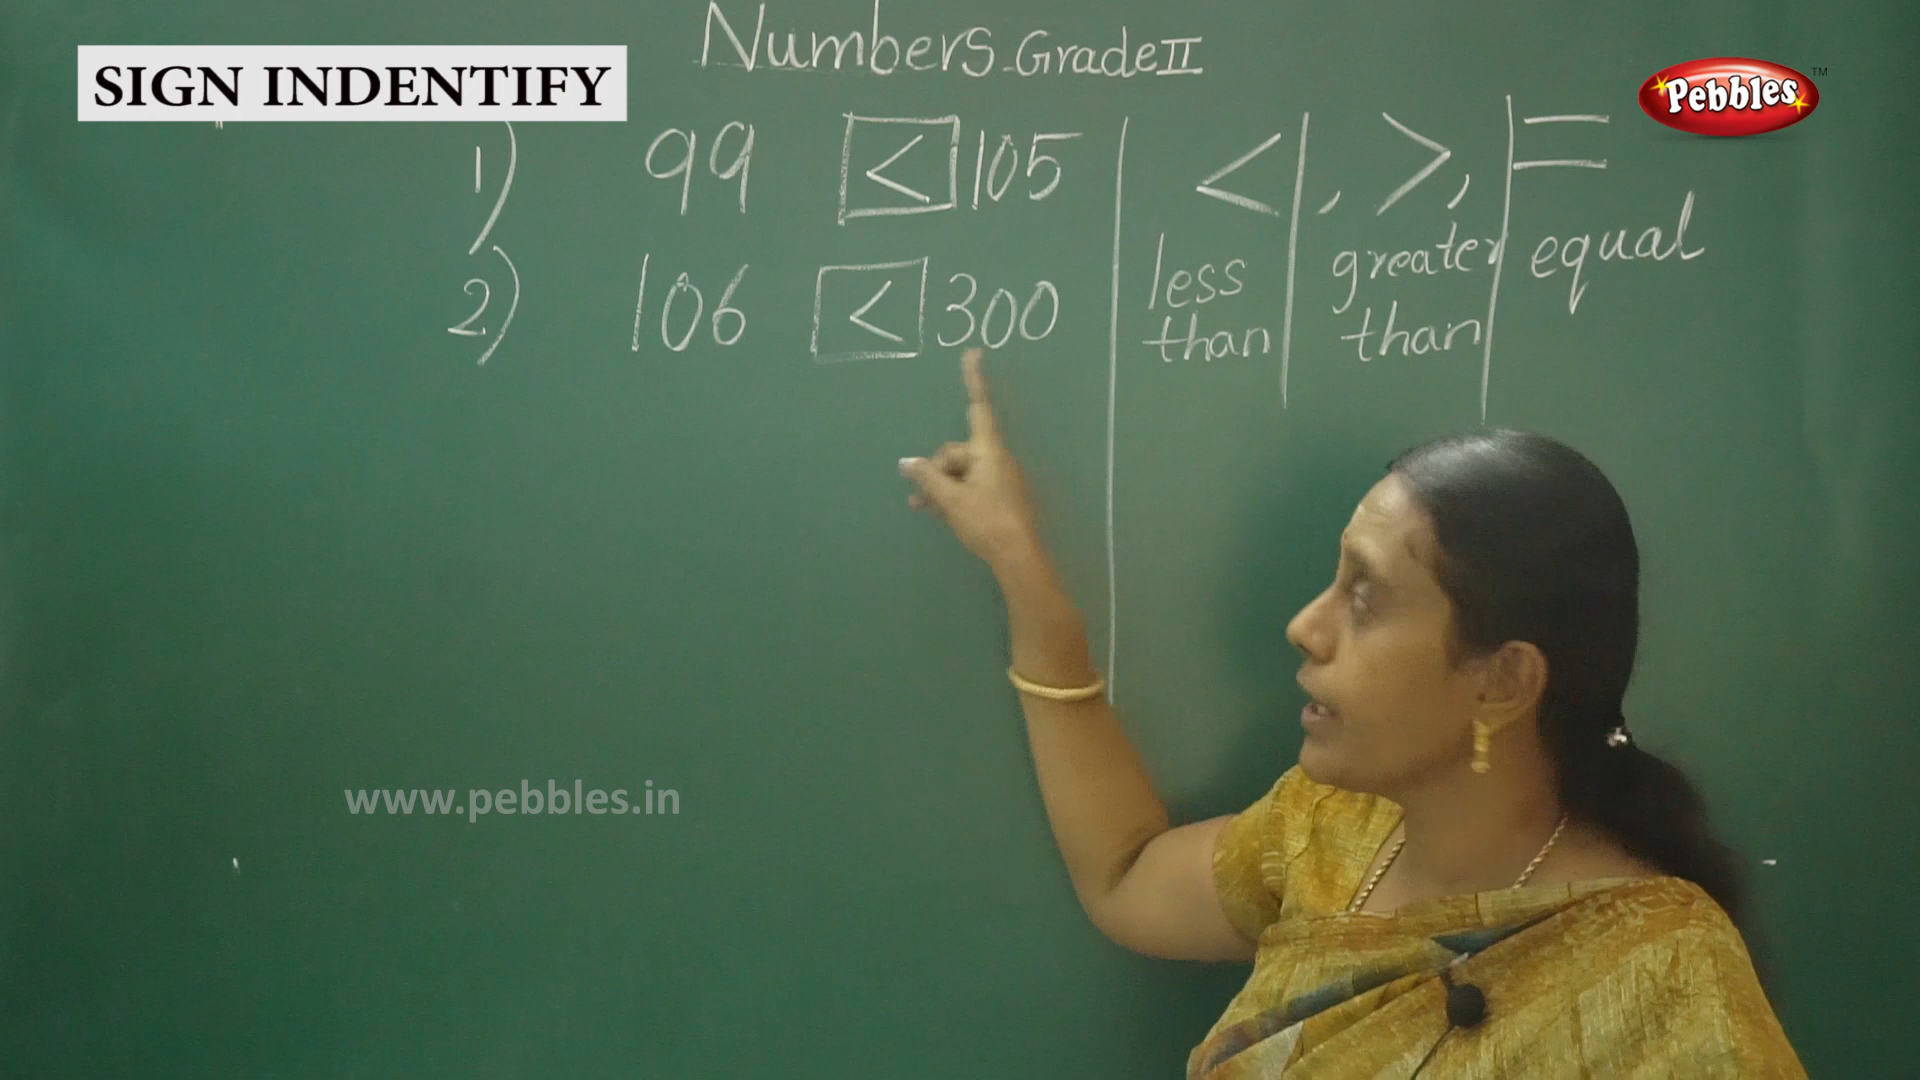 Numbers Grade II
SIGN INDENTIFY
Pebbles™
1) 99 < 105
2) 106 < 300
<, >, =
less than
greater than
equal
www.pebbles.in